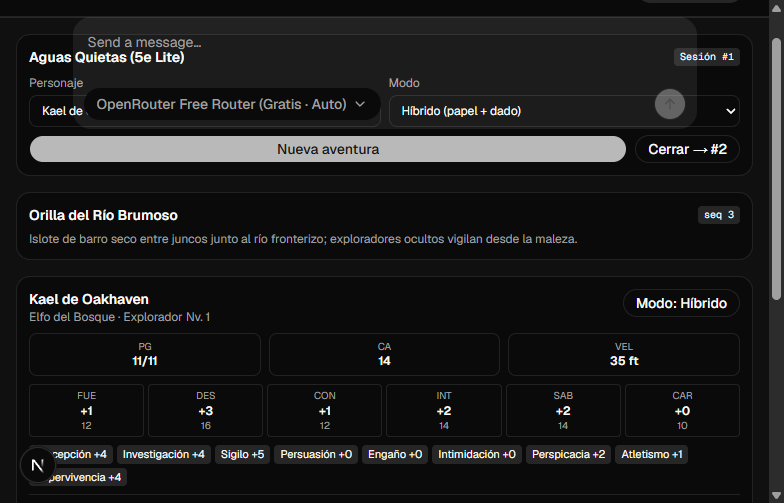 Send a message...
Aguas Quietas (5e Lite)
Sesión #1
Personaje
Modo
Kael de
OpenRouter Free Router (Gratis · Auto)
Híbrido (papel + dado)
Nueva aventura
Cerrar → #2
Orilla del Río Brumoso
seq 3
Islote de barro seco entre juncos junto al río fronterizo; exploradores ocultos vigilan desde la maleza.
Kael de Oakhaven
Modo: Híbrido
Elfo del Bosque · Explorador Nv. 1
PG
CA
VEL
11/11
14
35 ft
FUE
DES
CON
INT
SAB
CAR
+1
+3
+1
+2
+2
+0
12
16
12
14
14
10
cepción +4
Investigación +4
Sigilo +5
Persuasión +0
Engaño +0
Intimidación +0
Perspicacia +2
Atletismo +1
N
pervivencia +4